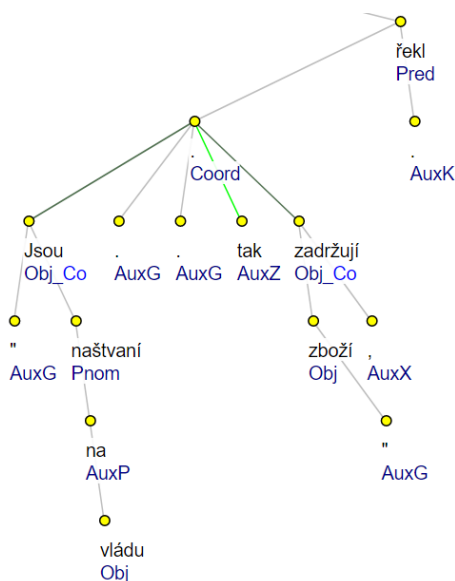 řekl
Pred
.
Coord
.
AuxK
Jsou
Obj_Co
.
AuxG
.
AuxG
tak
AuxZ
zadržují
Obj_Co
"
AuxG
naštvaní
Pnom
zboží
Obj
,
AuxX
na
AuxP
"
AuxG
vládu
Obj